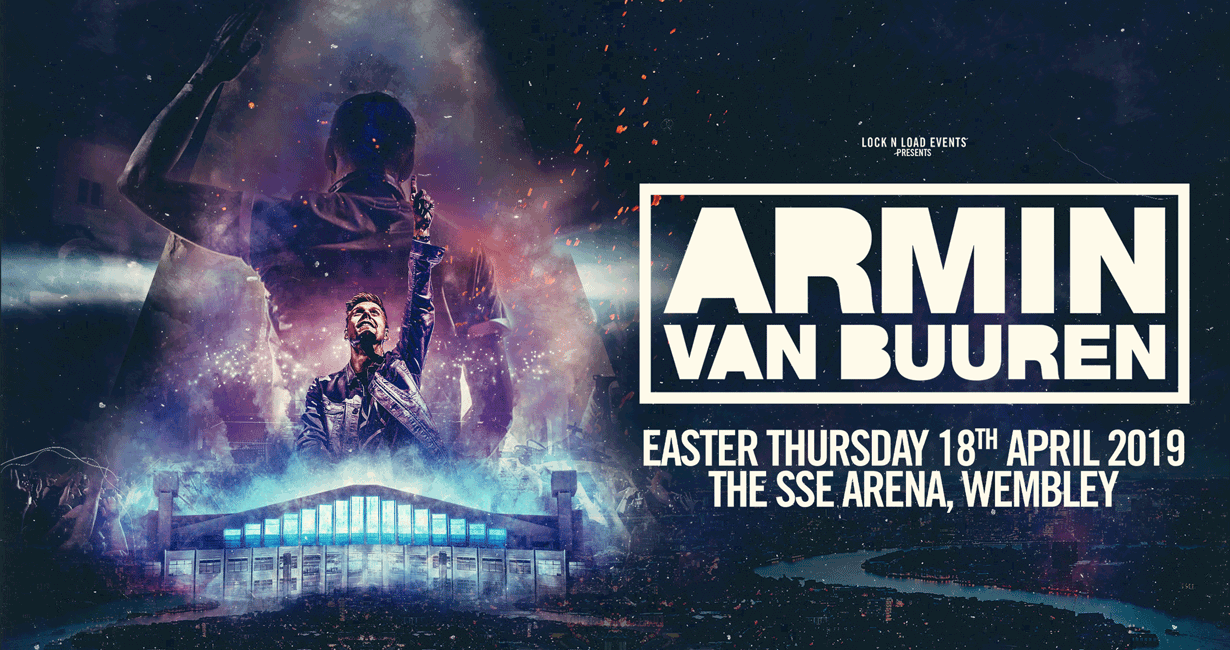 LOCK N LOAD EVENTS
PRESENTS
ARMIN
VAN BUUREN
EASTER THURSDAY 18TH APRIL 2019
THE SSE ARENA, WEMBLEY